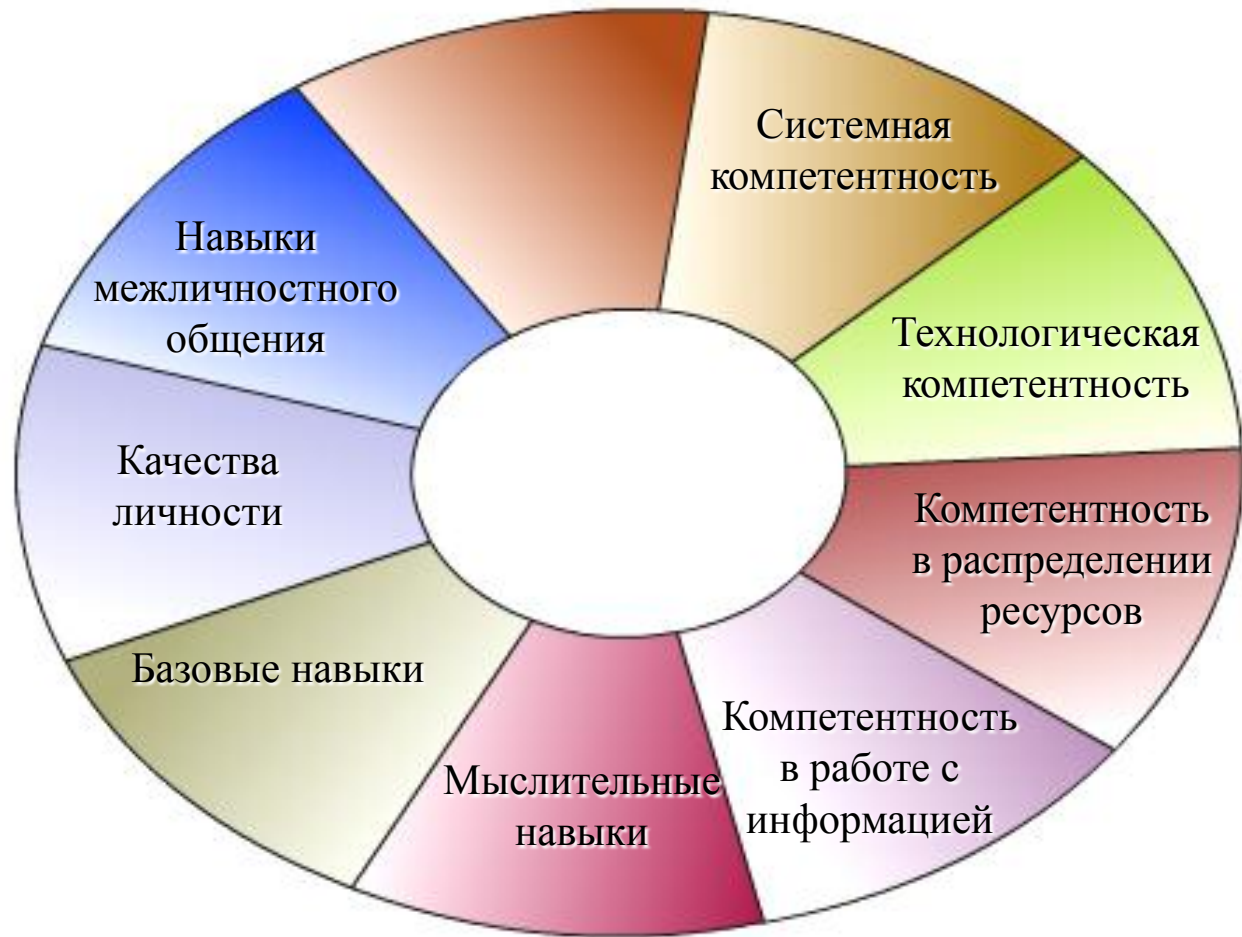 Системная
компетентность
Технологическая
компетентность
Компетентность
в распределении
ресурсов
Компетентность
в работе с
информацией
Мыслительные
навыки
Базовые навыки
Качества
личности
Навыки
межличностного
общения